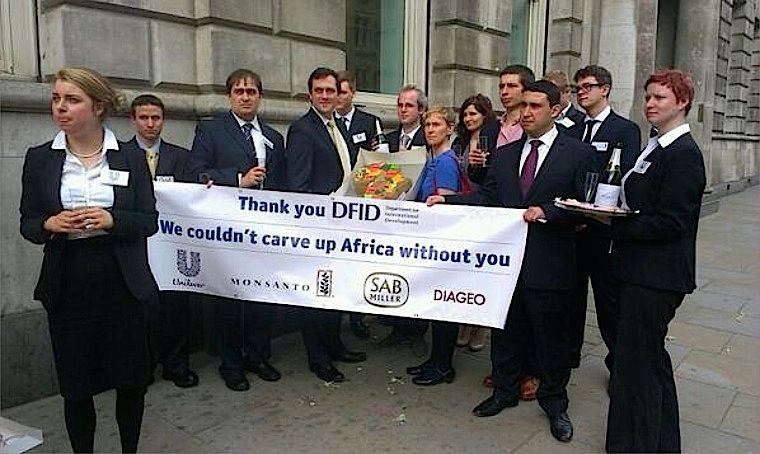 Thank you DFID
Department for
International
Development
We couldn't carve up Africa without you
Unilever
MONSANTO
SAB
MILLER
DIAGEO